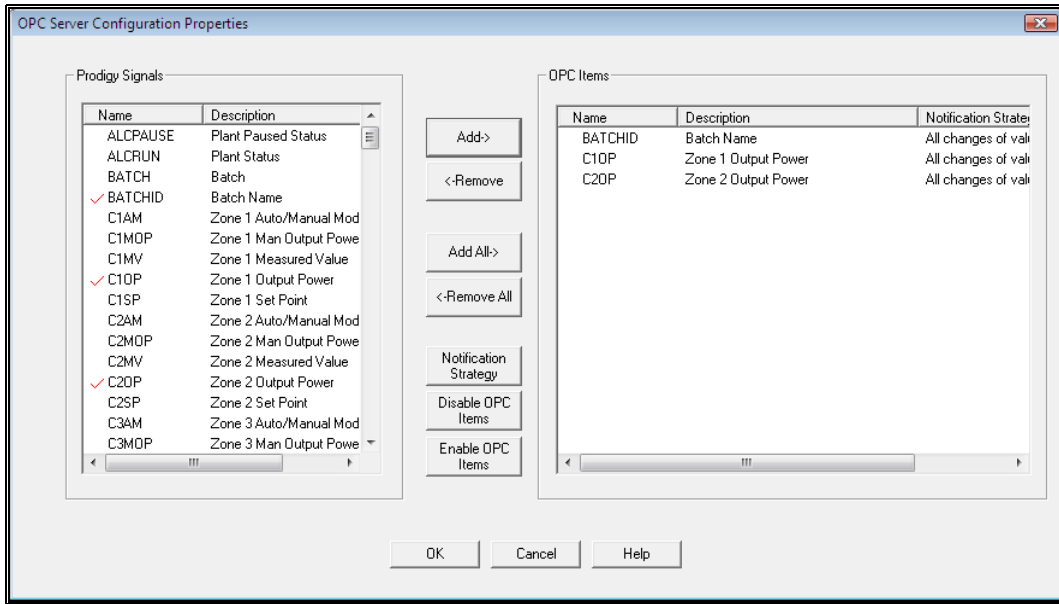 OPC Server Configuration Properties
Prodigy Signals
Name Description
ALCPAUSE Plant Paused Status
ALCRUN Plant Status
BATCH Batch
BATCHID Batch Name
C1AM Zone 1 Auto/Manual Mod
C1MOP Zone 1 Man Output Powe
C1MV Zone 1 Measured Value
C1OP Zone 1 Output Power
C1SP Zone 1 Set Point
C2AM Zone 2 Auto/Manual Mod
C2MOP Zone 2 Man Output Powe
C2MV Zone 2 Measured Value
C2OP Zone 2 Output Power
C2SP Zone 2 Set Point
C3AM Zone 3 Auto/Manual Mod
C3MOP Zone 3 Man Output Powe
Add->
<-Remove
Add All->
<-Remove All
Notification
Strategy
Disable OPC
Items
Enable OPC
Items
OPC Items
Name Description Notification Strate
BATCHID Batch Name All changes of val
C1OP Zone 1 Output Power All changes of val
C2OP Zone 2 Output Power All changes of val
OK Cancel Help